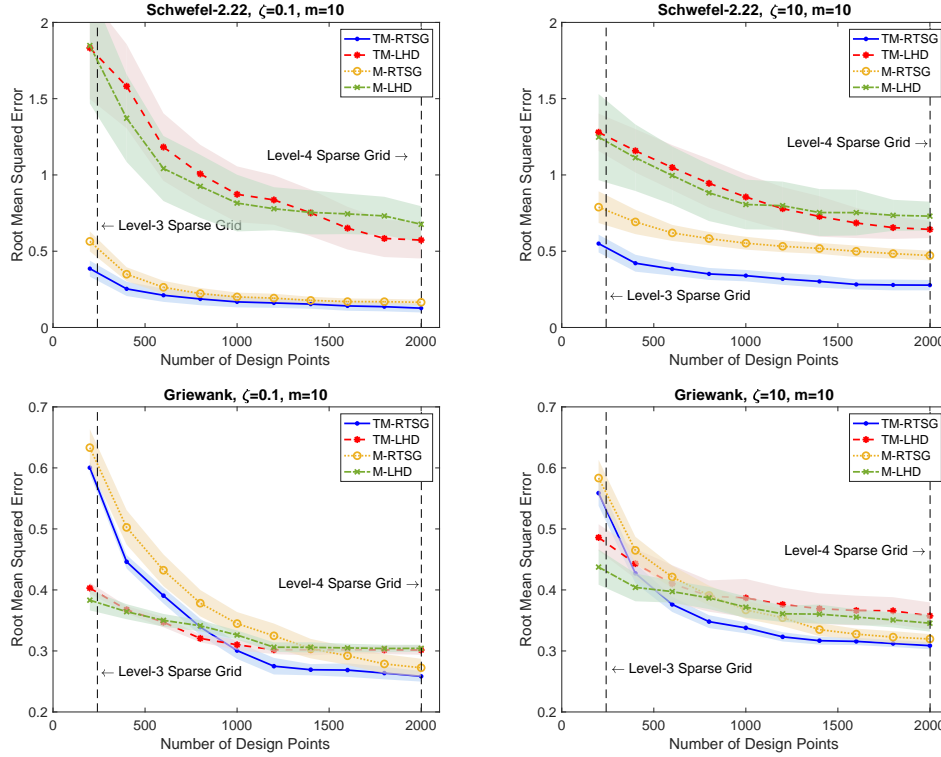 Schwefel-2.22, ζ=0.1, m=10
2
1.5
1
0.5
0
Root Mean Squared Error
TM-RTSG
TM-LHD
M-RTSG
M-LHD
Level-4 Sparse Grid →
← Level-3 Sparse Grid
0 500 1000 1500 2000
Number of Design Points
Schwefel-2.22, ζ=10, m=10
2
1.5
1
0.5
0
Root Mean Squared Error
TM-RTSG
TM-LHD
M-RTSG
M-LHD
Level-4 Sparse Grid →
← Level-3 Sparse Grid
0 500 1000 1500 2000
Number of Design Points
Griewank, ζ=0.1, m=10
0.7
0.6
0.5
0.4
0.3
0.2
Root Mean Squared Error
TM-RTSG
TM-LHD
M-RTSG
M-LHD
Level-4 Sparse Grid →
← Level-3 Sparse Grid
0 500 1000 1500 2000
Number of Design Points
Griewank, ζ=10, m=10
0.7
0.6
0.5
0.4
0.3
0.2
Root Mean Squared Error
TM-RTSG
TM-LHD
M-RTSG
M-LHD
Level-4 Sparse Grid →
← Level-3 Sparse Grid
0 500 1000 1500 2000
Number of Design Points